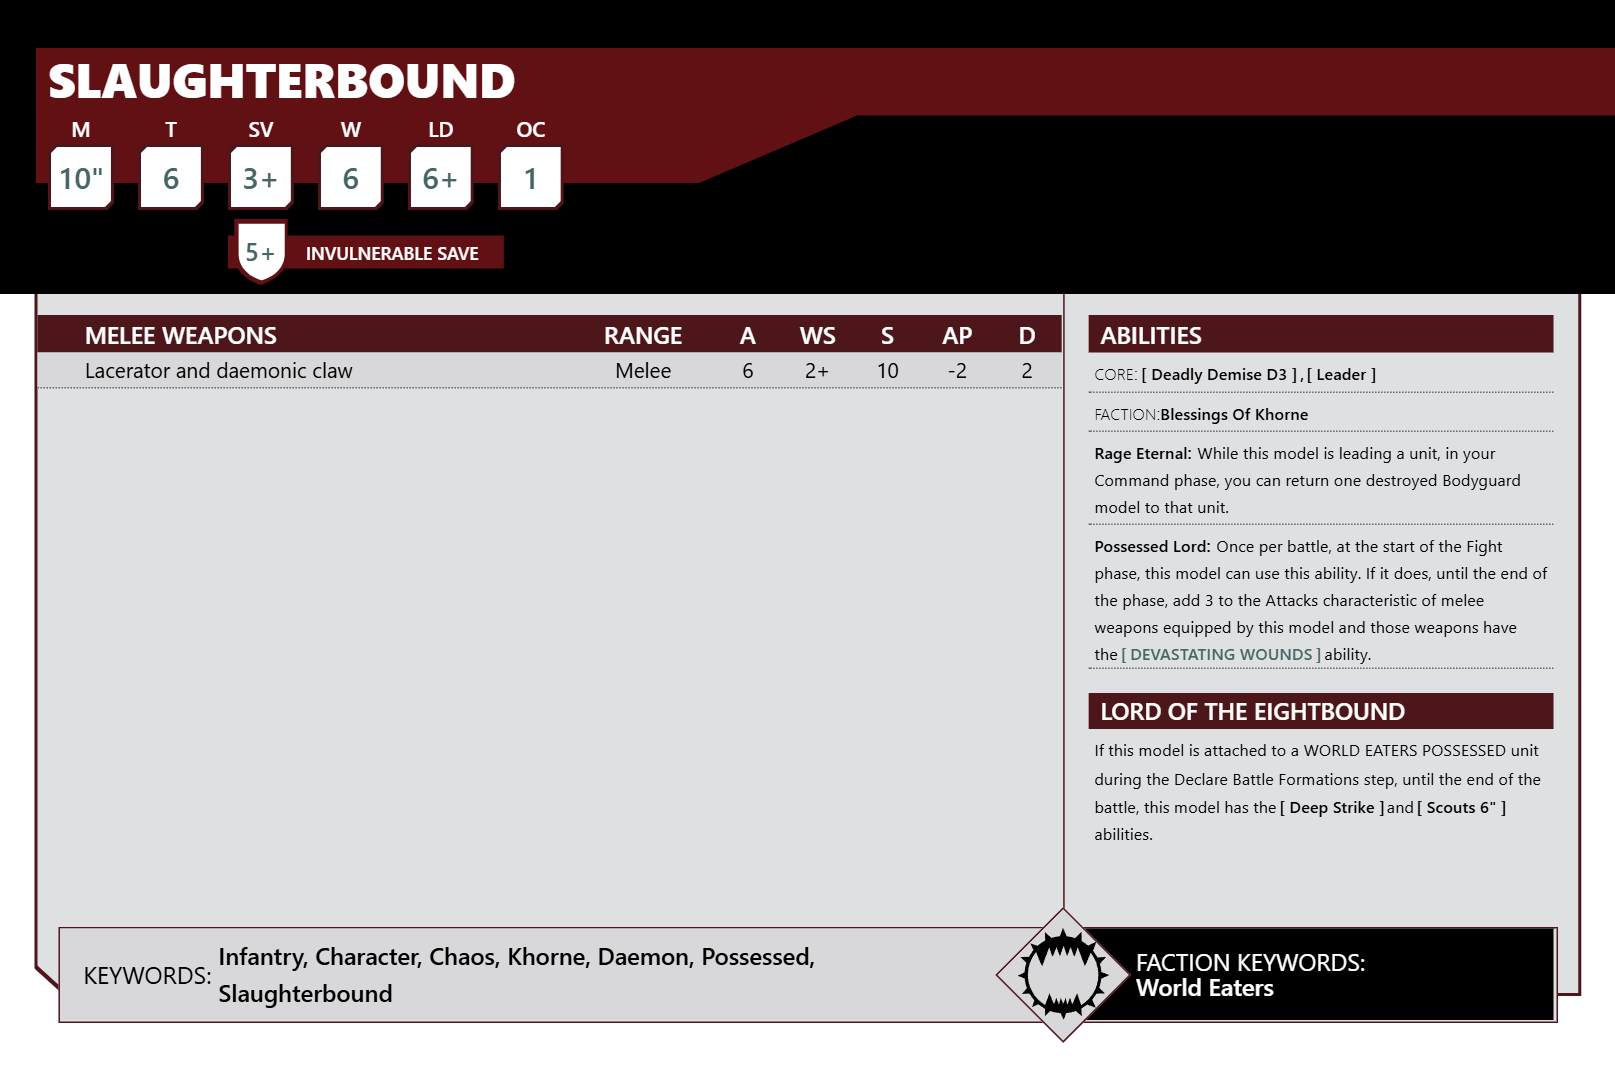 SLAUGHTERBOUND
M T SV W LD OC
10" 6 3+ 6 6+ 1
5+ INVULNERABLE SAVE
MELEE WEAPONS RANGE A WS S AP D
Lacerator and daemonic claw Melee 6 2+ 10 -2 2
ABILITIES
CORE: [ Deadly Demise D3 ] , [ Leader ]
FACTION:Blessings Of Khorne
Rage Eternal: While this model is leading a unit, in your
Command phase, you can return one destroyed Bodyguard
model to that unit.
Possessed Lord: Once per battle, at the start of the Fight
phase, this model can use this ability. If it does, until the end of
the phase, add 3 to the Attacks characteristic of melee
weapons equipped by this model and those weapons have
the [ DEVASTATING WOUNDS ] ability.
LORD OF THE EIGHTBOUND
If this model is attached to a WORLD EATERS POSSESSED unit
during the Declare Battle Formations step, until the end of the
battle, this model has the [ Deep Strike ] and [ Scouts 6" ]
abilities.
KEYWORDS: Infantry, Character, Chaos, Khorne, Daemon, Possessed,
Slaughterbound
FACTION KEYWORDS:
World Eaters